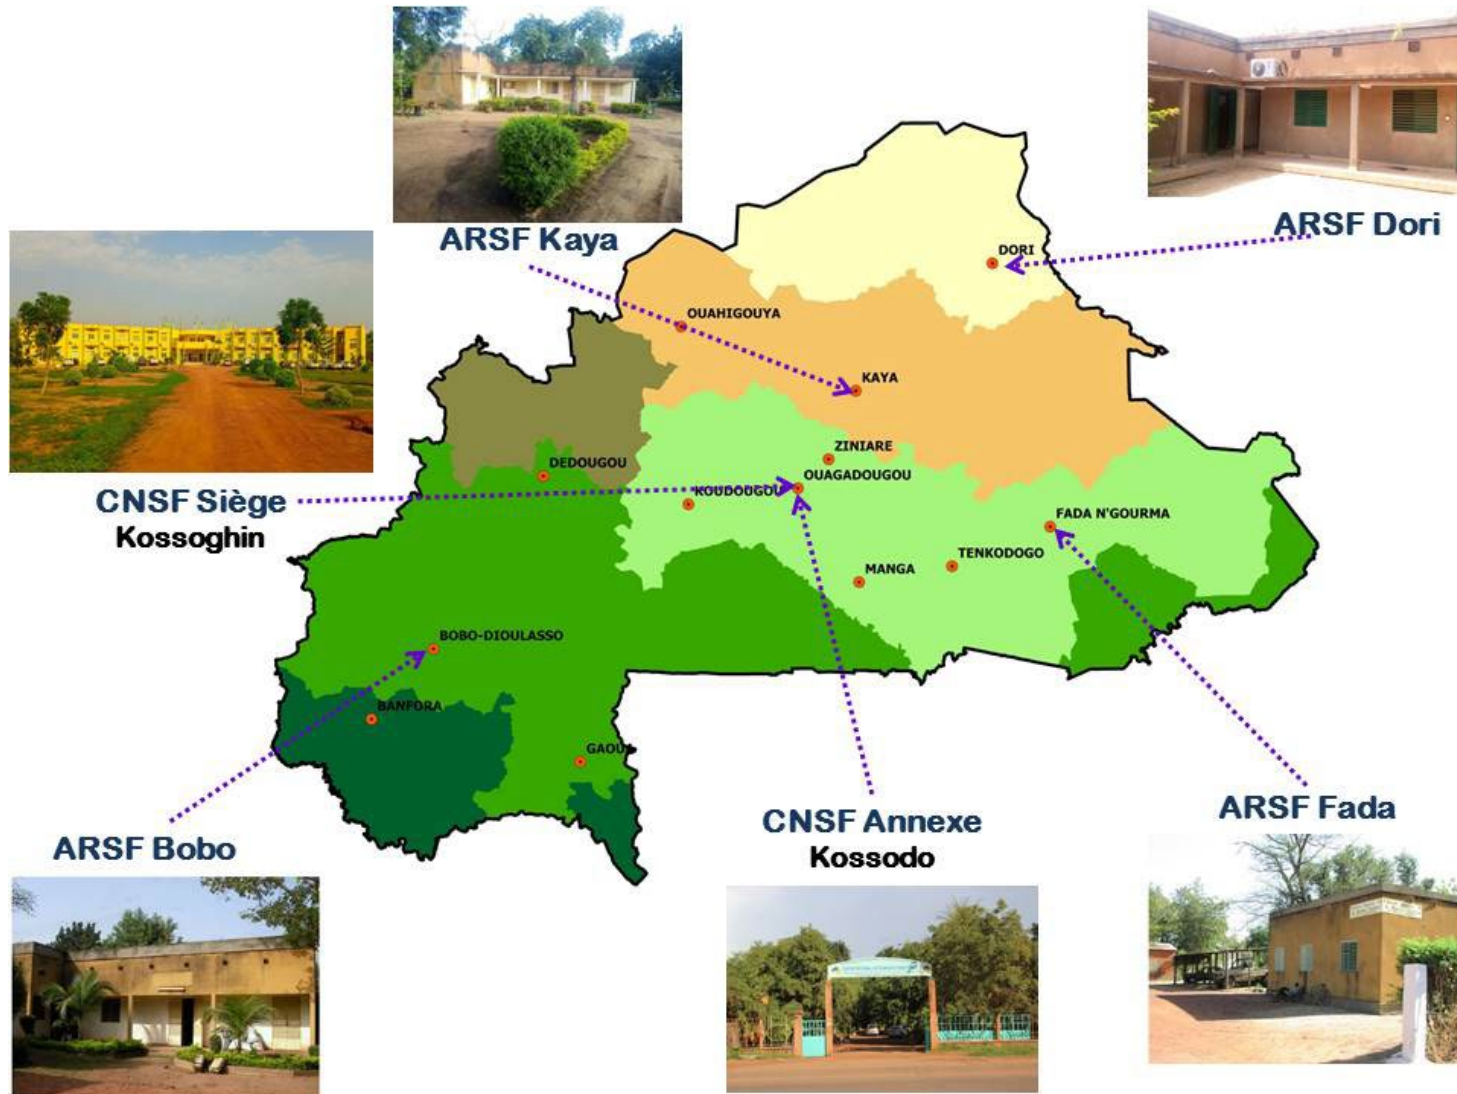 ARSF Kaya
ARSF Dori
DORI
OUAHIGOUYA
KAYA
ZINIARE
DEDOUGOU
OUAGADOUGOU
CNSF Siège
Kossoghin
KOUDOUGOU
FADA N'GOURMA
TENKODOGO
MANGA
BOBO-DIOULASSO
BANFORA
GAOUA
ARSF Bobo
CNSF Annexe
Kossodo
ARSF Fada